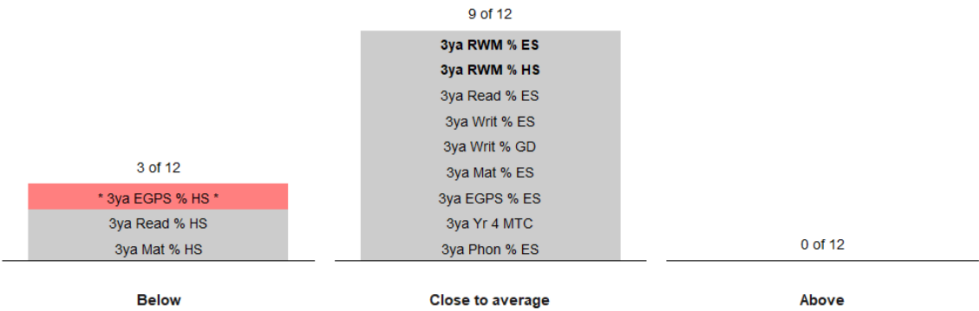 3 of 12
* 3ya EGPS % HS *
3ya Read % HS
3ya Mat % HS
Below
9 of 12
3ya RWM % ES
3ya RWM % HS
3ya Read % ES
3ya Writ % ES
3ya Writ % GD
3ya Mat % ES
3ya EGPS % ES
3ya Yr 4 MTC
3ya Phon % ES
Close to average
0 of 12
Above